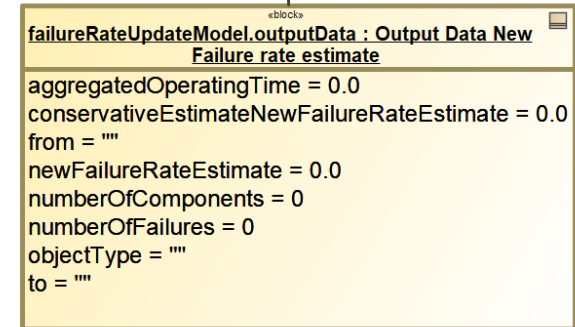 «block»
failureRateUpdateModel.outputData : Output Data New
Failure rate estimate
aggregatedOperatingTime = 0.0
conservativeEstimateNewFailureRateEstimate = 0.0
from = ""
newFailureRateEstimate = 0.0
numberOfComponents = 0
numberOfFailures = 0
objectType = ""
to = ""